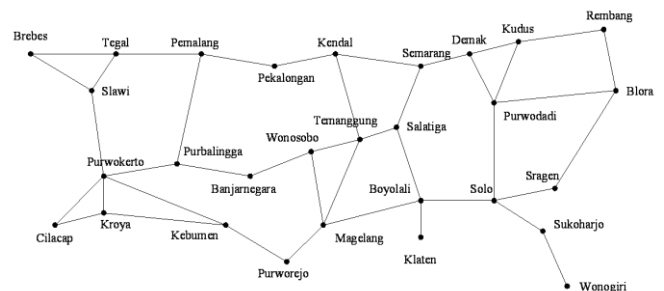 Rembang
Kudus
Brebes
Tegal
Pemalang
Kendal
Demak
Semarang
Pekalongan
Slawi
Blora
Temanggung
Purwodadi
Salatiga
Wonosobo
Purbalingga
Purwokerto
Sragen
Banjarnegara
Boyolali
Solo
Cilacap
Kroya
Kebumen
Magelang
Sukoharjo
Klaten
Purworejo
Wonogiri